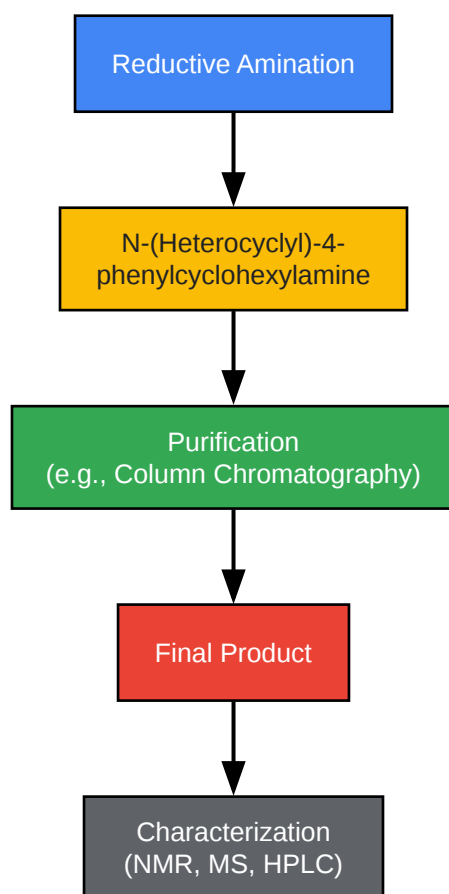 Reductive Amination
N-(Heterocyclyl)-4-
phenylcyclohexylamine
Purification
(e.g., Column Chromatography)
Final Product
Characterization
(NMR, MS, HPLC)